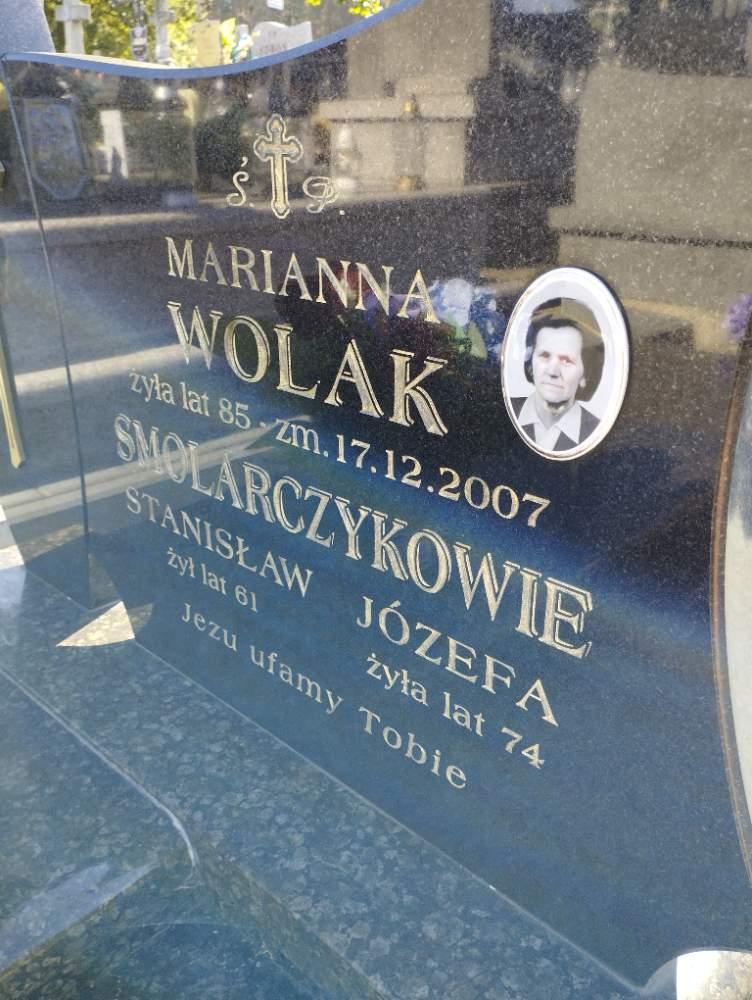 Ś. P.
MARIANNA
WOLAK
żyła lat 85 · zm. 17.12.2007
SMOLARCZYKOWIE
STANISŁAW JÓZEFA
żył lat 61 żyła lat 74
Jezu ufamy Tobie